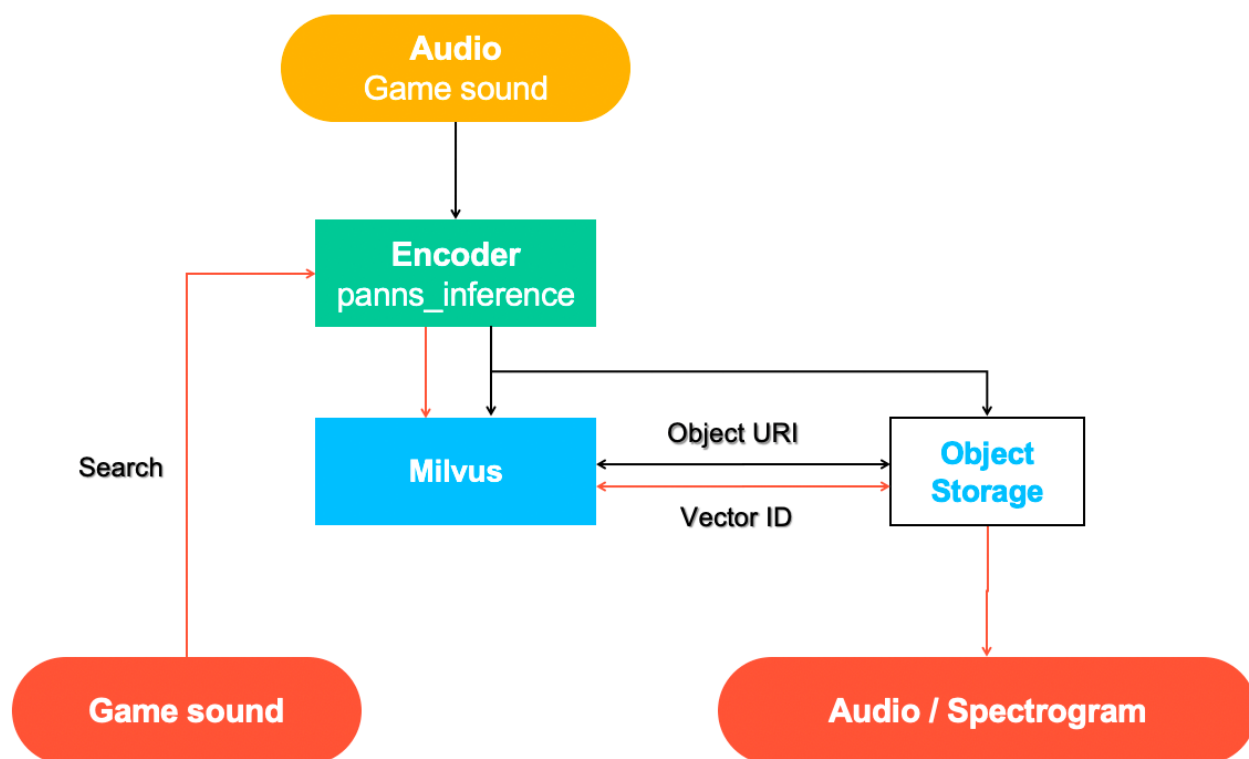 Audio
Game sound
Encoder
panns_inference
Search
Milvus
Object URI
Vector ID
Object
Storage
Game sound
Audio / Spectrogram